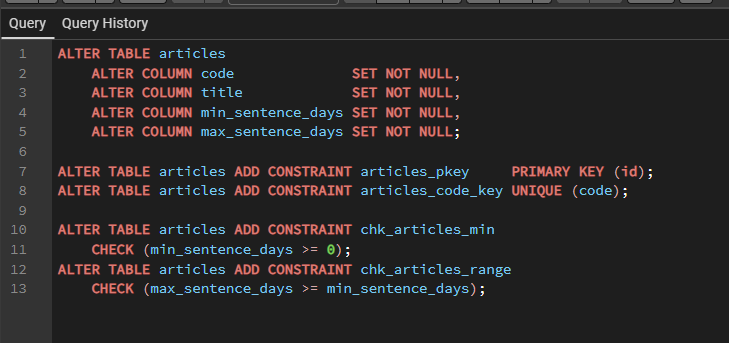 Query Query History
1 ALTER TABLE articles
2 ALTER COLUMN code SET NOT NULL,
3 ALTER COLUMN title SET NOT NULL,
4 ALTER COLUMN min_sentence_days SET NOT NULL,
5 ALTER COLUMN max_sentence_days SET NOT NULL;
6
7 ALTER TABLE articles ADD CONSTRAINT articles_pkey PRIMARY KEY (id);
8 ALTER TABLE articles ADD CONSTRAINT articles_code_key UNIQUE (code);
9
10 ALTER TABLE articles ADD CONSTRAINT chk_articles_min
11 CHECK (min_sentence_days >= 0);
12 ALTER TABLE articles ADD CONSTRAINT chk_articles_range
13 CHECK (max_sentence_days >= min_sentence_days);